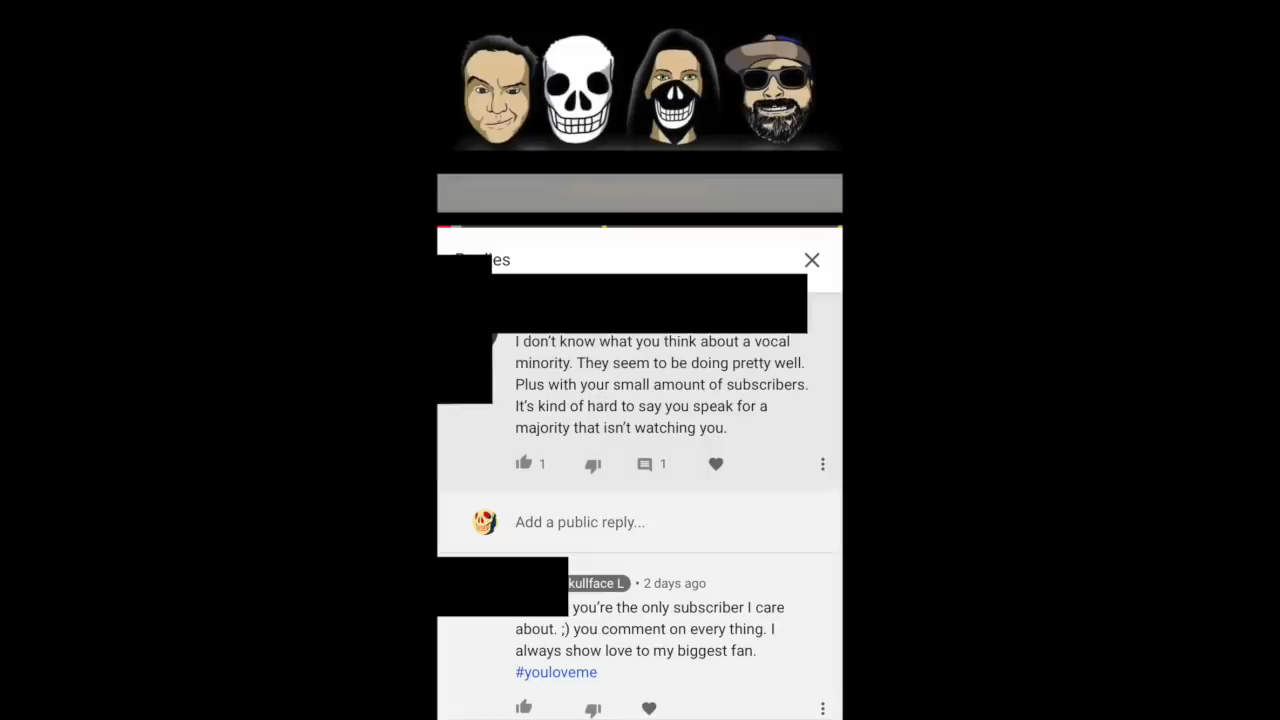 es
I don't know what you think about a vocal
minority. They seem to be doing pretty well.
Plus with your small amount of subscribers.
It's kind of hard to say you speak for a
majority that isn't watching you.
1
1
Add a public reply...
kullface L • 2 days ago
you're the only subscriber I care
about. ;) you comment on every thing. I
always show love to my biggest fan.
#youloveme